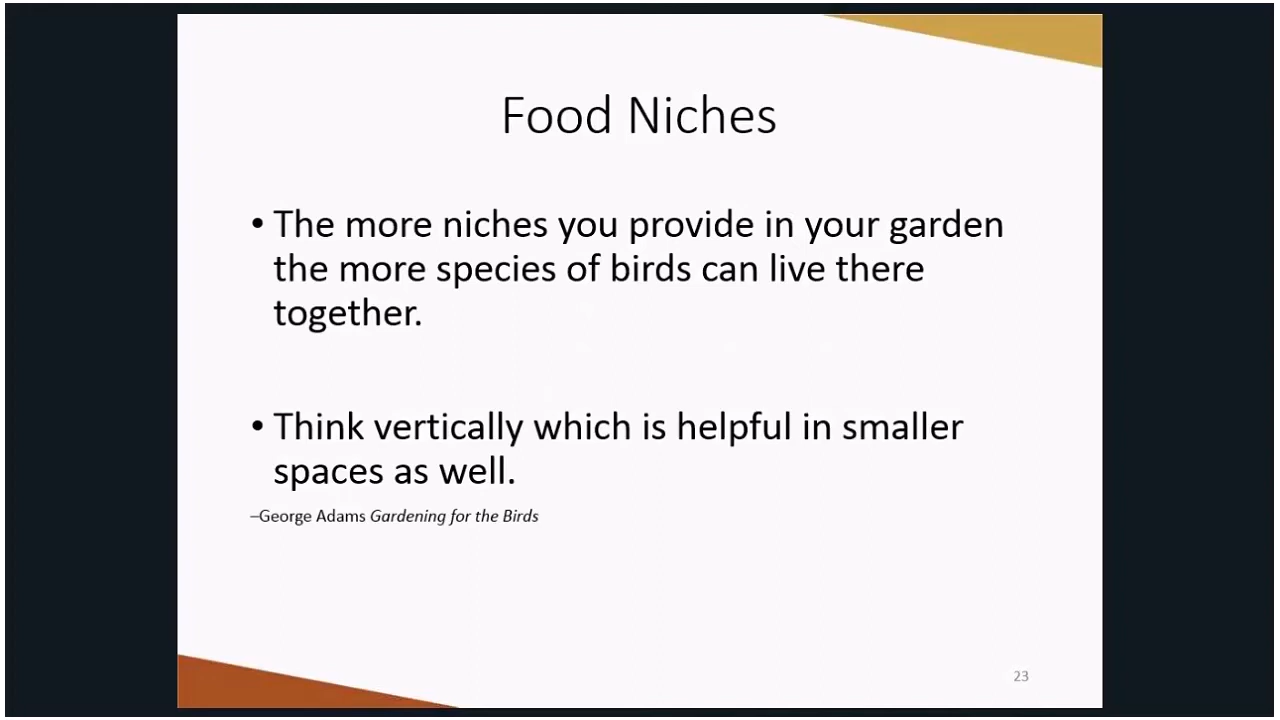 Food Niches
• The more niches you provide in your garden
the more species of birds can live there
together.
• Think vertically which is helpful in smaller
spaces as well.
–George Adams Gardening for the Birds
23